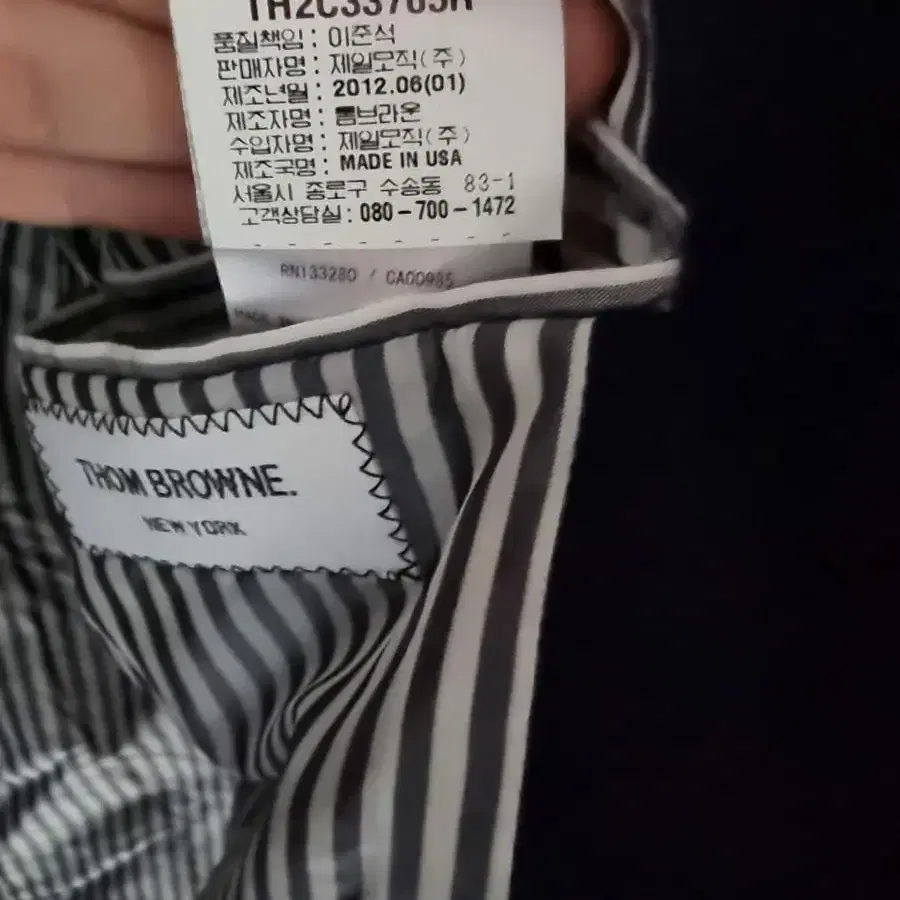 TH2C33765R
품질책임 : 이준석
판매자명 : 제일모직(주)
제조년월 : 2012.06(01)
제조자명 : 톰브라운
수입자명 : 제일모직(주)
제조국명 : MADE IN USA
서울시 종로구 수송동 83-1
고객상담실 : 080-700-1472
RN133280 / CA00985
MADE
THOM BROWNE.
NEW YORK